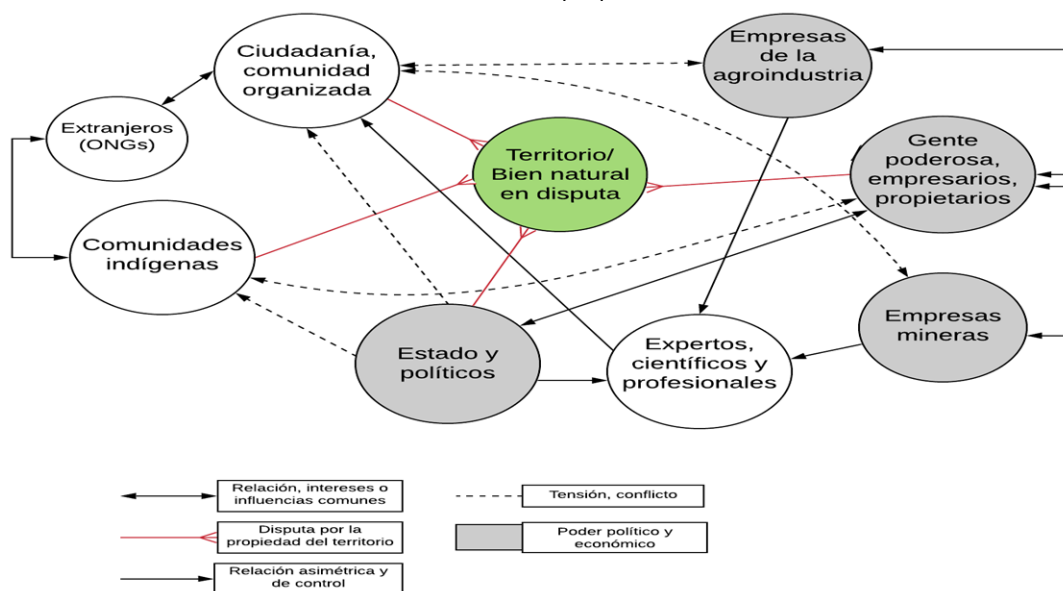 Ciudadanía,
comunidad
organizada
Empresas
de la
agroindustria
Extranjeros
(ONGs)
Territorio/
Bien natural
en disputa
Gente
poderosa,
empresarios,
propietarios
Comunidades
indígenas
Estado y
políticos
Expertos,
científicos y
profesionales
Empresas
mineras
Relación, intereses o
influencias comunes
Tensión, conflicto
Disputa por la
propiedad del territorio
Poder político y
económico
Relación asimétrica y
de control